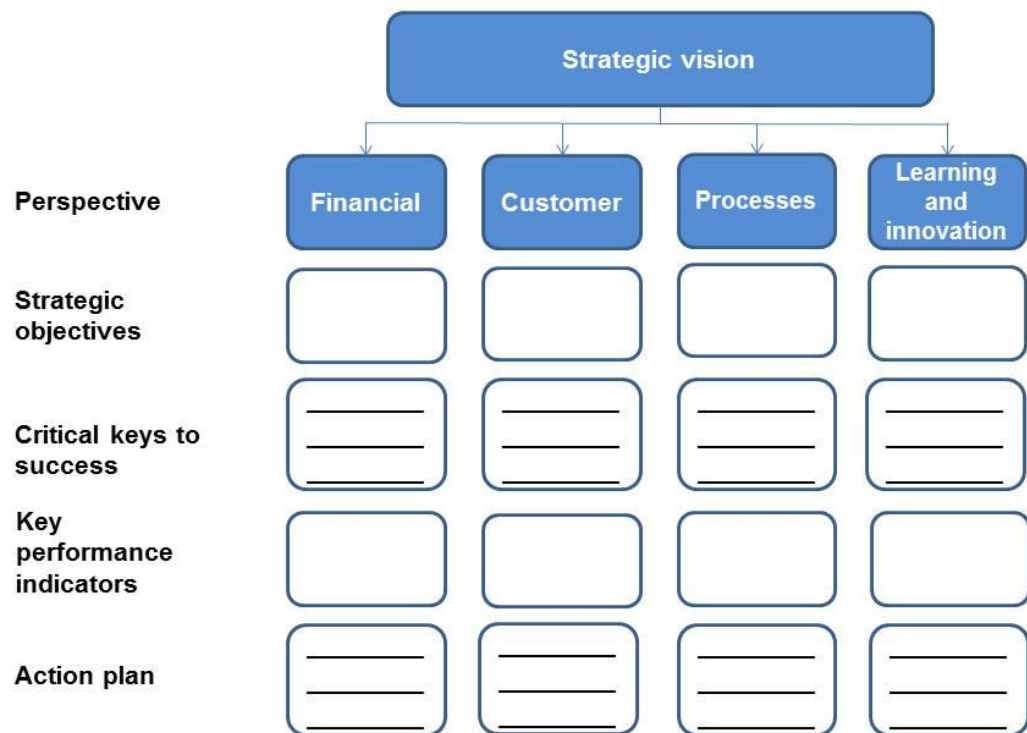 Strategic vision
Perspective
Financial
Customer
Processes
Learning
and
innovation
Strategic
objectives
Critical keys to
success
Key
performance
indicators
Action plan